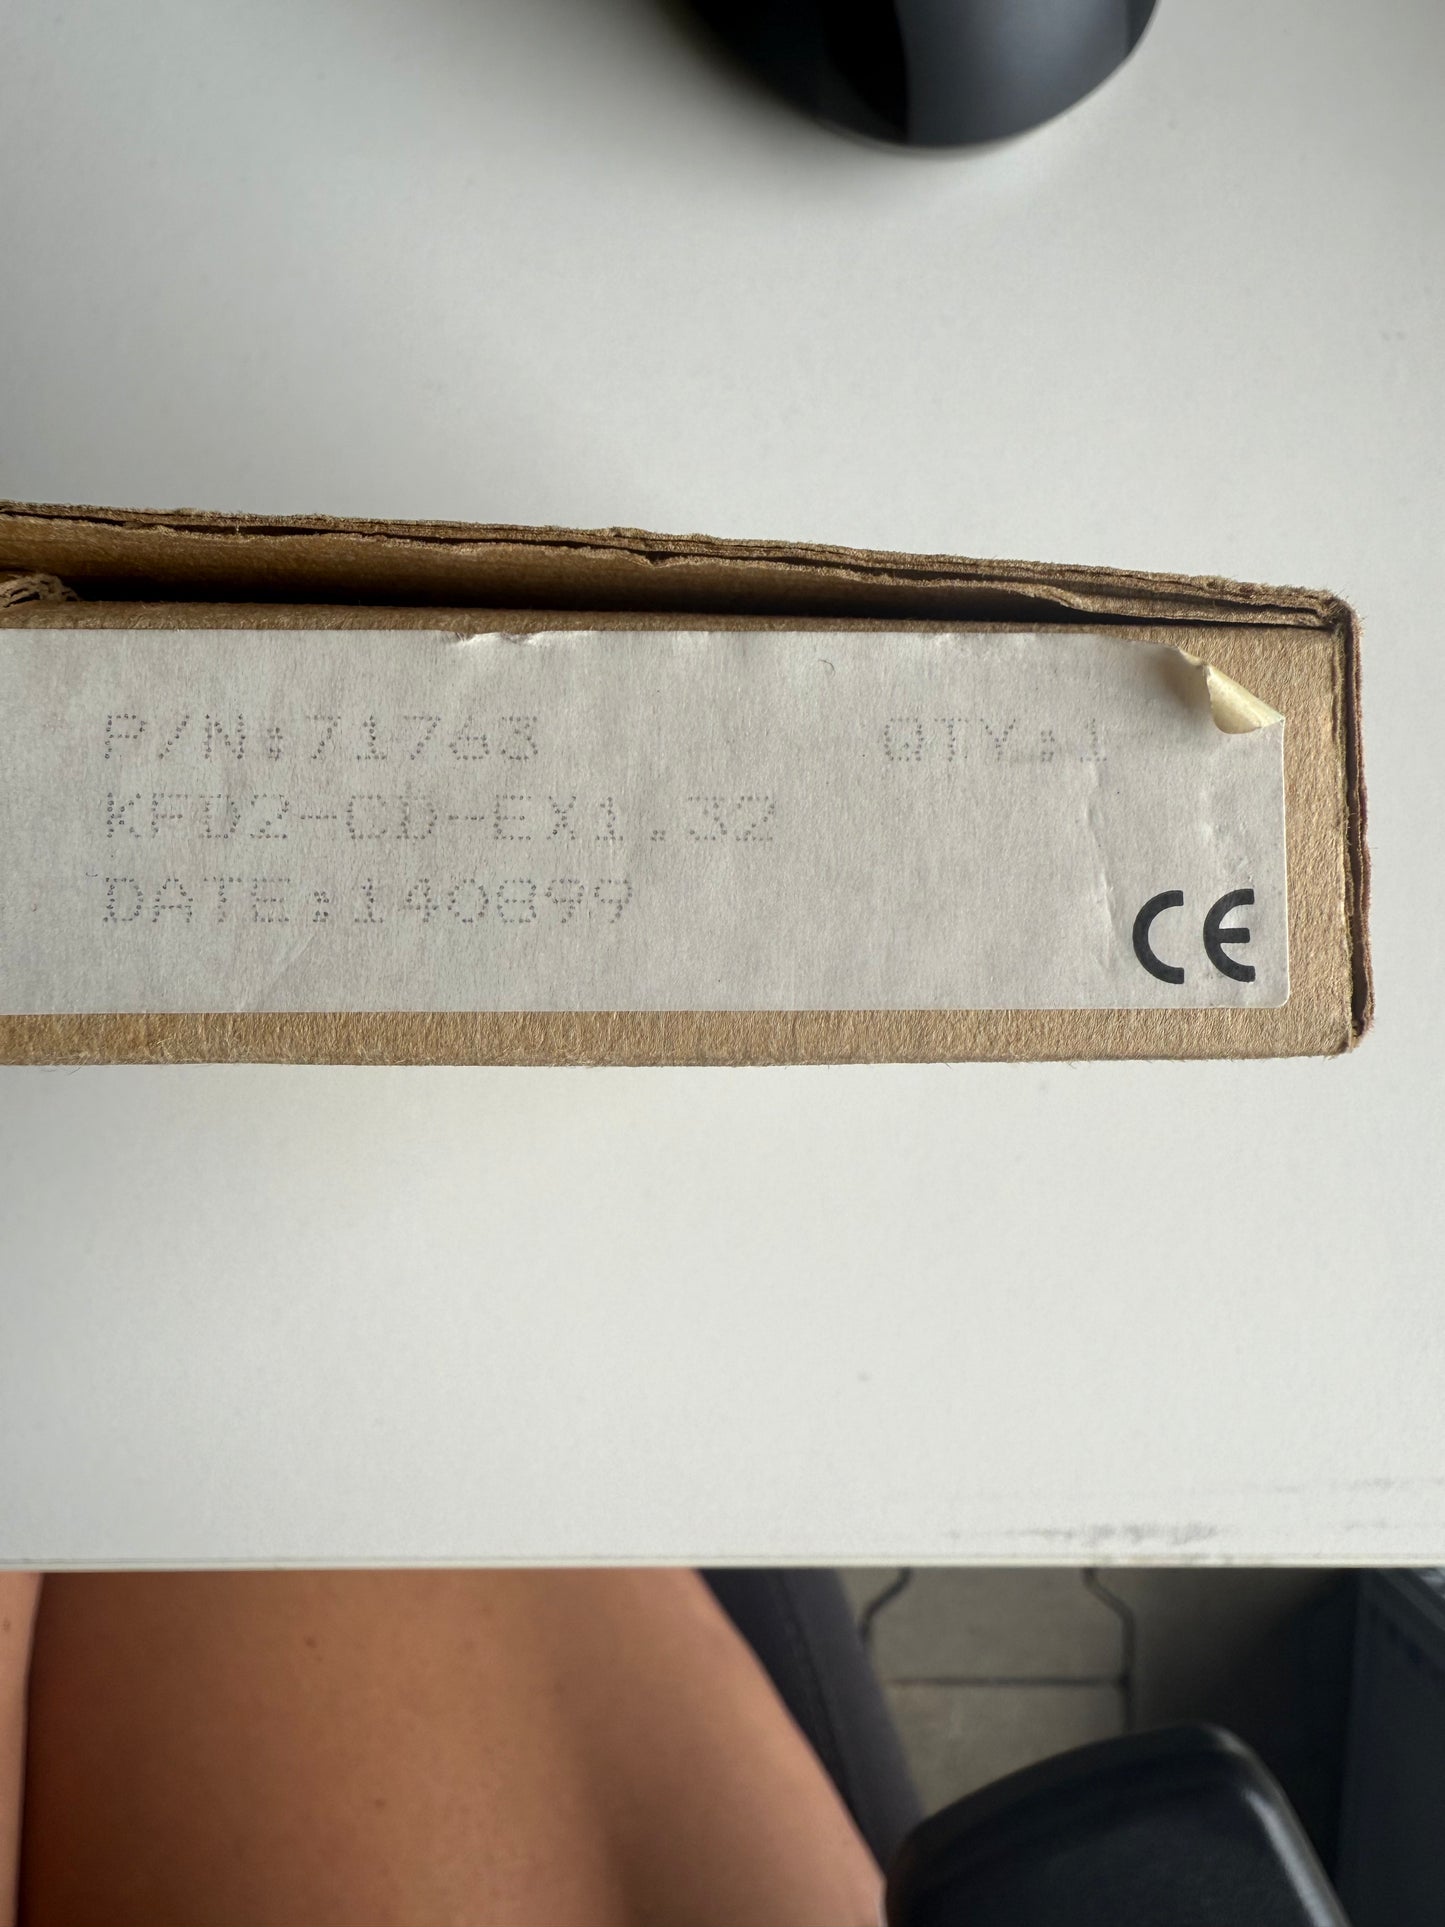 P/N:71763 QTY:1
KFD2-CD-EX1.32
DATE:140899
CE